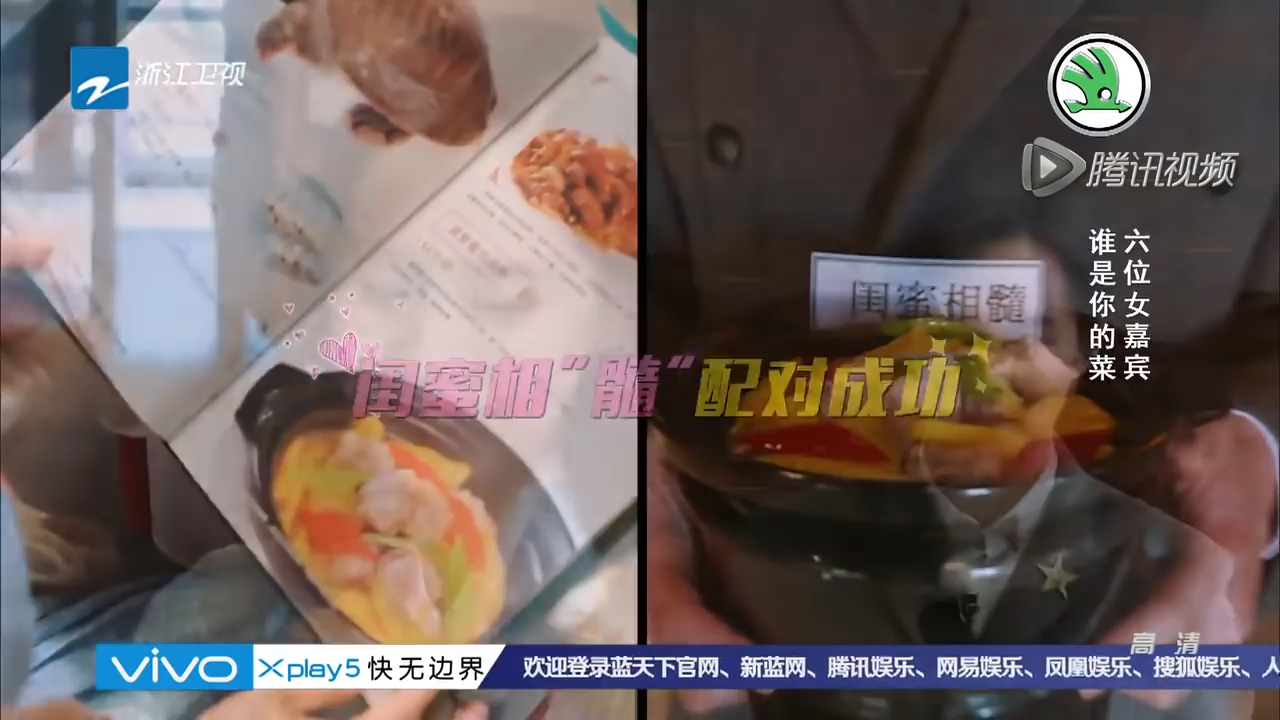 浙江卫视
腾讯视频
六位女嘉宾
谁是你的菜
闺蜜相髓
闺蜜相"髓"配对成功
高清
vivo Xplay5 快无边界
欢迎登录蓝天下官网、新蓝网、腾讯娱乐、网易娱乐、凤凰娱乐、搜狐娱乐、人